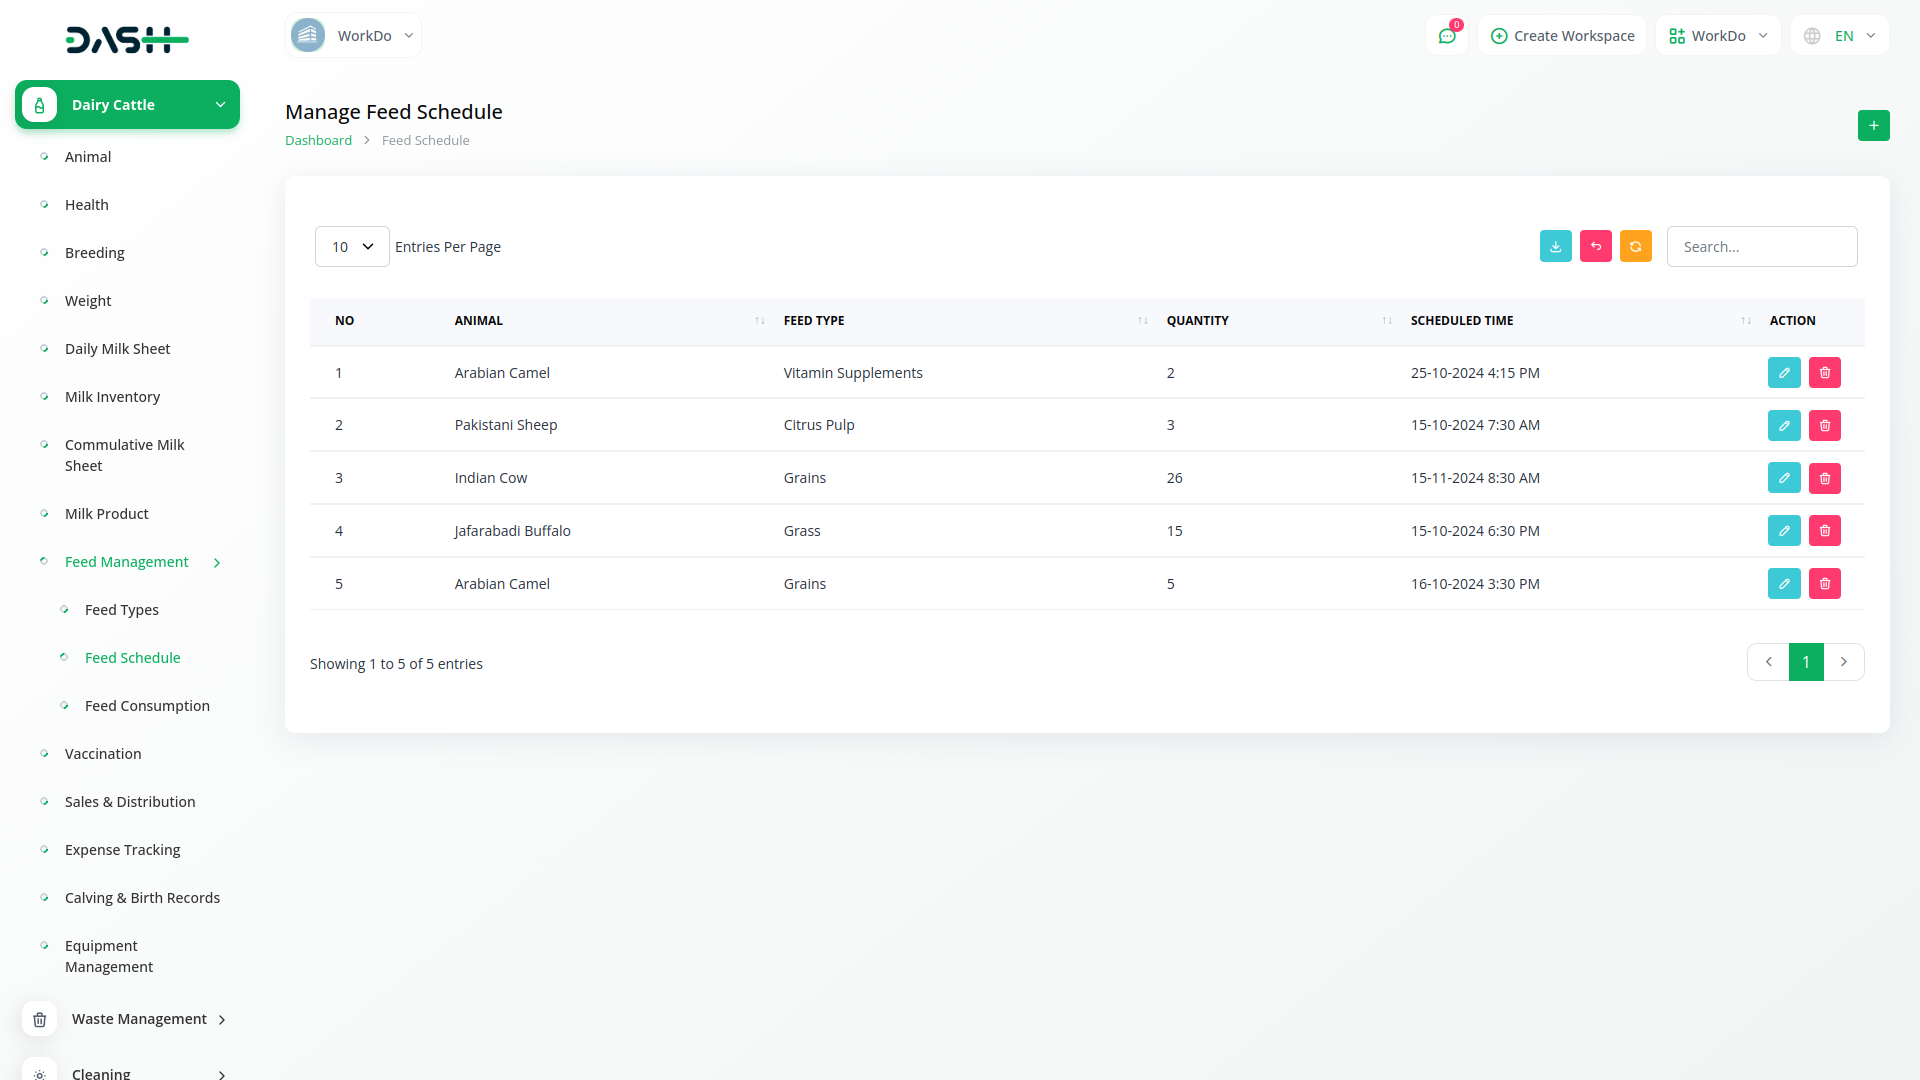 DASH
WorkDo
0
Create Workspace
WorkDo
EN
Dairy Cattle
Animal
Health
Breeding
Weight
Daily Milk Sheet
Milk Inventory
Commulative Milk
Sheet
Milk Product
Feed Management
Feed Types
Feed Schedule
Feed Consumption
Vaccination
Sales & Distribution
Expense Tracking
Calving & Birth Records
Equipment
Management
Waste Management
Cleaning
Manage Feed Schedule
Dashboard > Feed Schedule
+
10 Entries Per Page
Search...
NO ANIMAL FEED TYPE QUANTITY SCHEDULED TIME ACTION
1 Arabian Camel Vitamin Supplements 2 25-10-2024 4:15 PM
2 Pakistani Sheep Citrus Pulp 3 15-10-2024 7:30 AM
3 Indian Cow Grains 26 15-11-2024 8:30 AM
4 Jafarabadi Buffalo Grass 15 15-10-2024 6:30 PM
5 Arabian Camel Grains 5 16-10-2024 3:30 PM
Showing 1 to 5 of 5 entries
‹ 1 ›